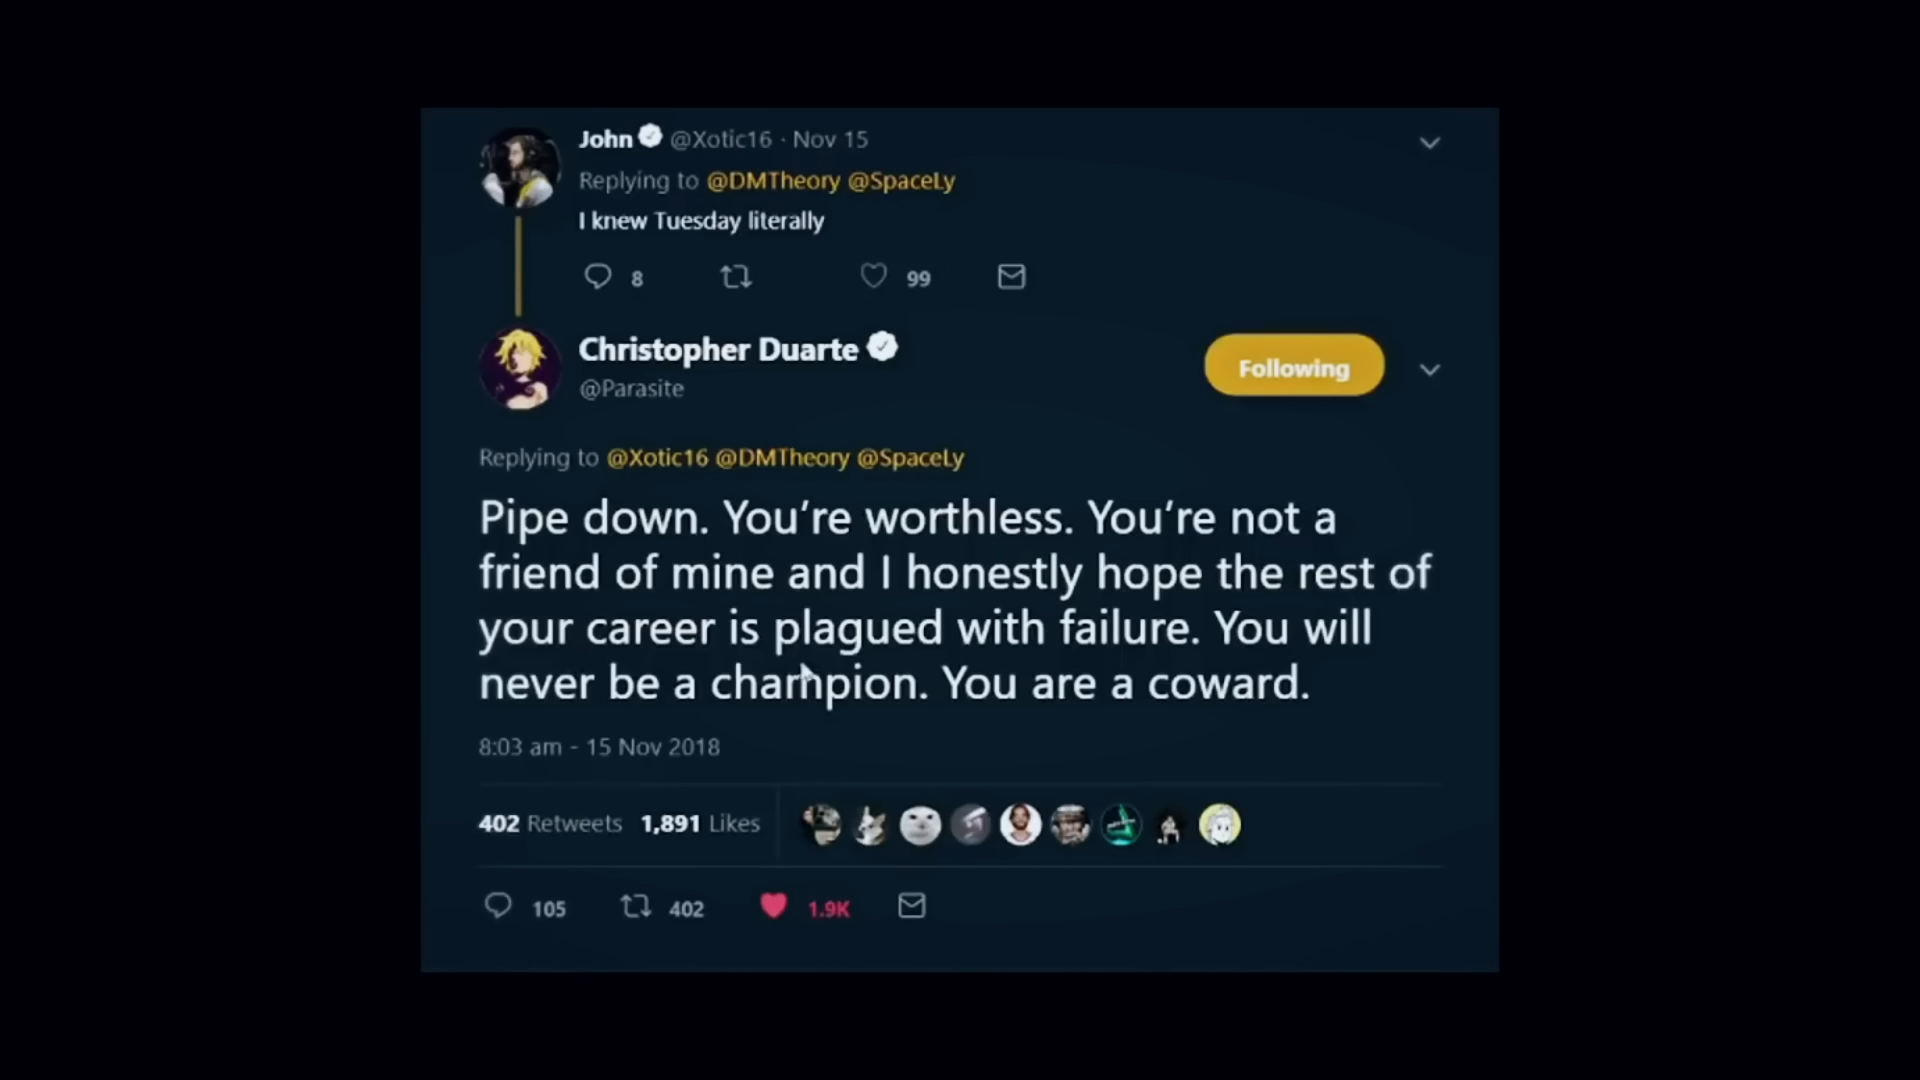 John @Xotic16 · Nov 15
Replying to @DMTheory @SpaceLy
I knew Tuesday literally
8 99
Christopher Duarte
@Parasite
Following
Replying to @Xotic16 @DMTheory @SpaceLy
Pipe down. You're worthless. You're not a
friend of mine and I honestly hope the rest of
your career is plagued with failure. You will
never be a champion. You are a coward.
8:03 am - 15 Nov 2018
402 Retweets 1,891 Likes
105 402 1.9K